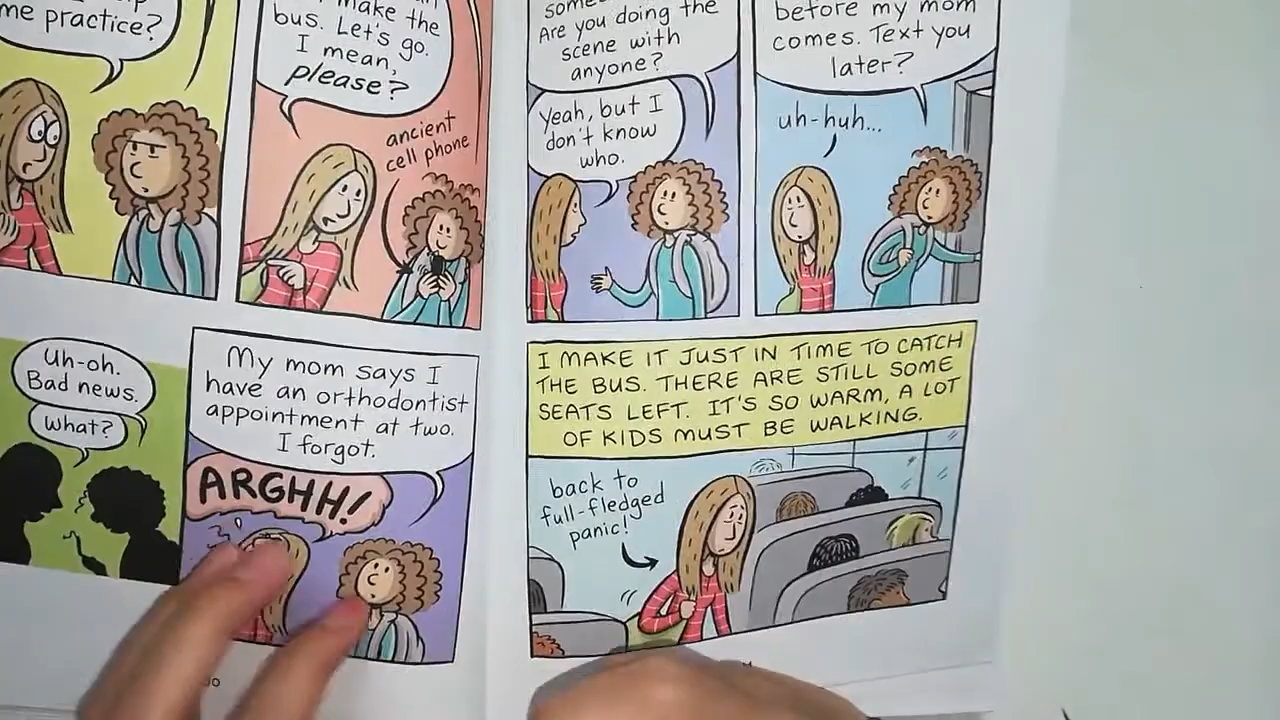 me practice?
make the
bus. Let's go.
I mean,
please?
ancient
cell phone
Uh-oh.
Bad news.
What?
My mom says I
have an orthodontist
appointment at two.
I forgot.
ARGHH!
Are you doing the
scene with
anyone?
Yeah, but I
don't know
who.
before my mom
comes. Text you
later?
uh-huh...
I MAKE IT JUST IN TIME TO CATCH
THE BUS. THERE ARE STILL SOME
SEATS LEFT. IT'S SO WARM, A LOT
OF KIDS MUST BE WALKING.
back to
full-fledged
panic!